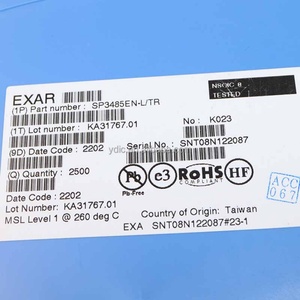 NSOIC 8
TESTED
EXAR
(1P) Part number : SP3485EN-L/TR
(1T) Lot number : KA31767.01 No : K023
(9D) Date Code : 2202 Serial No: SNT08N122087
(Q) Quantity : 2500
Pb
Pb-Free
e3
RoHS
HF
Date Code : 2202
Lot Number: KA31767.01
MSL Level 1 @ 260 deg C Country of Origin: Taiwan
EXA SNT08N122087#23-1
ACC
067